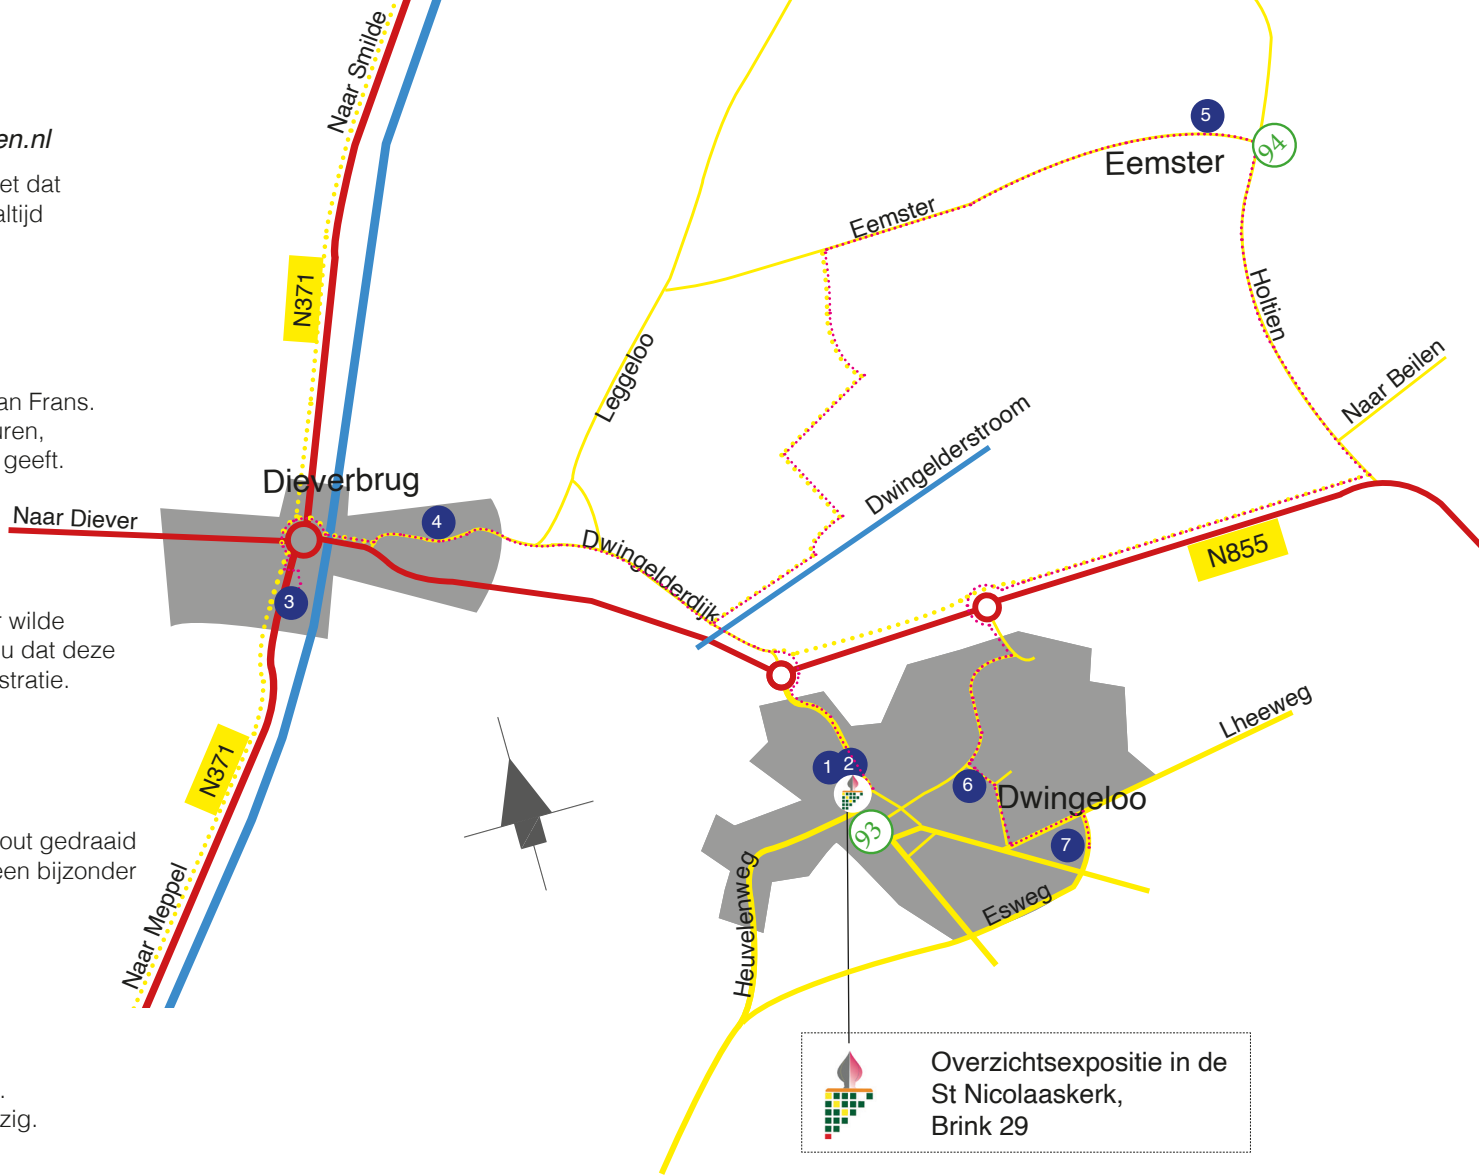 en.nl
et dat
altijd
an Frans.
uren,
geeft.
r wilde
u dat deze
stratie.
out gedraaid
een bijzonder
.
zig.
Naar Smilde
N371
Dieverbrug
Naar Diever
4
3
N371
Naar Meppel
5
94
Eemster
Eemster
Holtien
Naar Beilen
Leggeloo
Dwingelderstroom
Dwingelderdijk
N855
Lheeweg
1
2
6
Dwingeloo
93
7
Esweg
Heuvelenweg
Overzichtsexpositie in de
St Nicolaaskerk,
Brink 29